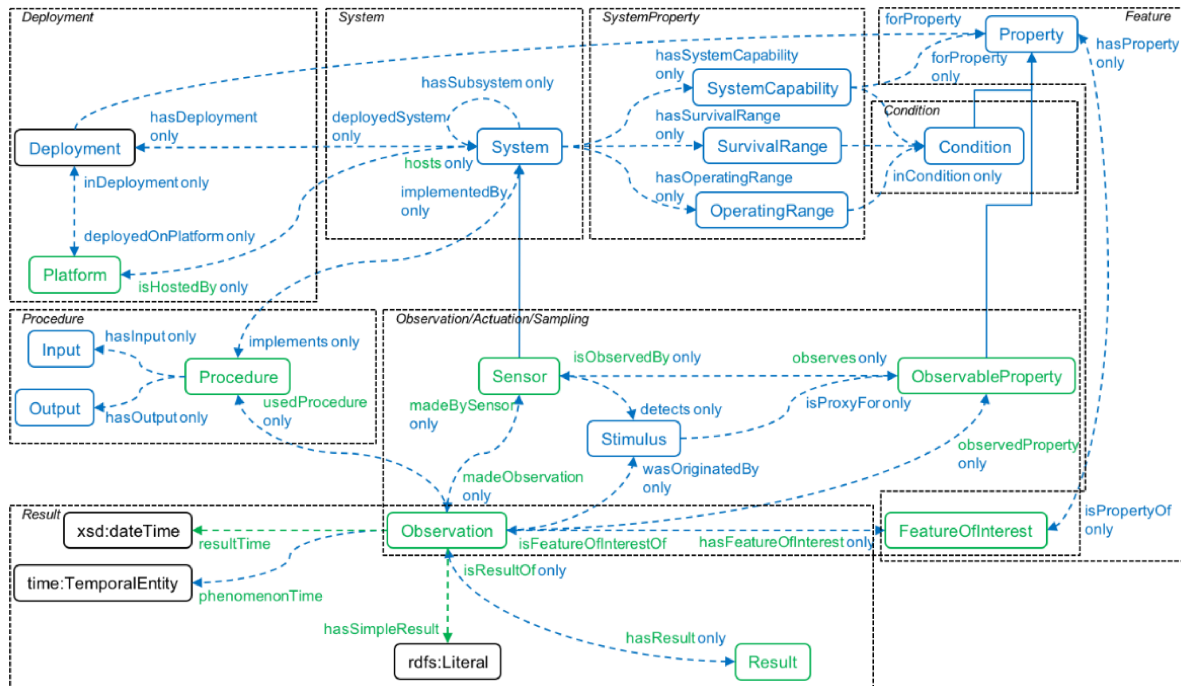 Deployment
System
SystemProperty
Feature
forProperty
Property
hasProperty
only
hasSystemCapability
only
forProperty
only
hasSubsystem
only
SystemCapability
hasDeployment
only
deployedSystem
only
hasSurvivalRange
only
Condition
Deployment
System
SurvivalRange
Condition
hosts only
inDeployment only
implementedBy
only
hasOperatingRange
only
inCondition only
OperatingRange
deployedOnPlatform only
Platform
isHostedBy only
Procedure
Observation/Actuation/Sampling
hasInput only
Input
implements only
isObservedBy only
observes only
Procedure
Sensor
ObservableProperty
Output
usedProcedure
only
hasOutput only
madeBySensor
only
detects only
isProxyFor only
Stimulus
observedProperty
only
wasOriginatedBy
only
madeObservation
only
Result
xsd:dateTime
resultTime
Observation
isFeatureOfInterestOf
hasFeatureOfInterest only
FeatureOfInterest
isPropertyOf
only
isResultOf only
time:TemporalEntity
phenomenonTime
hasSimpleResult
hasResult only
rdfs:Literal
Result